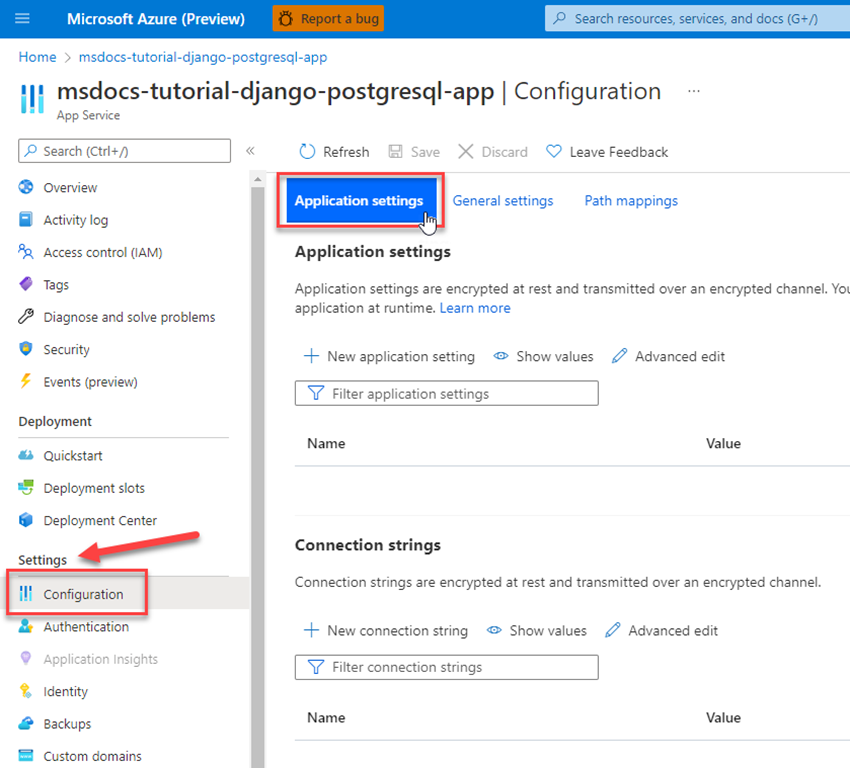 Microsoft Azure (Preview)
Report a bug
Search resources, services, and docs (G+/)
Home > msdocs-tutorial-django-postgresql-app
msdocs-tutorial-django-postgresql-app | Configuration ...
App Service
Search (Ctrl+/)
«
Overview
Activity log
Access control (IAM)
Tags
Diagnose and solve problems
Security
Events (preview)
Deployment
Quickstart
Deployment slots
Deployment Center
Settings
Configuration
Authentication
Application Insights
Identity
Backups
Custom domains
Refresh Save Discard Leave Feedback
Application settings General settings Path mappings
Application settings
Application settings are encrypted at rest and transmitted over an encrypted channel. You
application at runtime. Learn more
New application setting Show values Advanced edit
Filter application settings
Name Value
Connection strings
Connection strings are encrypted at rest and transmitted over an encrypted channel.
New connection string Show values Advanced edit
Filter connection strings
Name Value